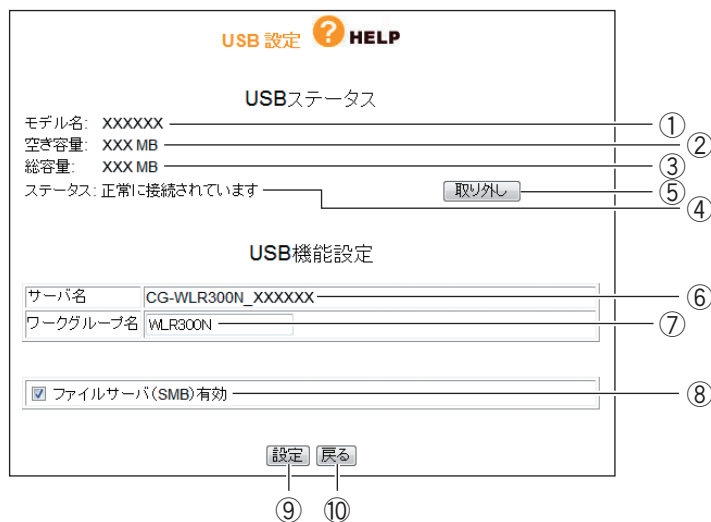 USB 設定 ? HELP
USBステータス
モデル名: XXXXXX ①
空き容量: XXX MB ②
総容量: XXX MB ③
ステータス: 正常に接続されています 取り外し ⑤
④
USB機能設定
サーバ名 CG-WLR300N_XXXXXX ⑥
ワークグループ名 WLR300N ⑦
ファイルサーバ(SMB)有効 ⑧
設定 戻る
⑨ ⑩